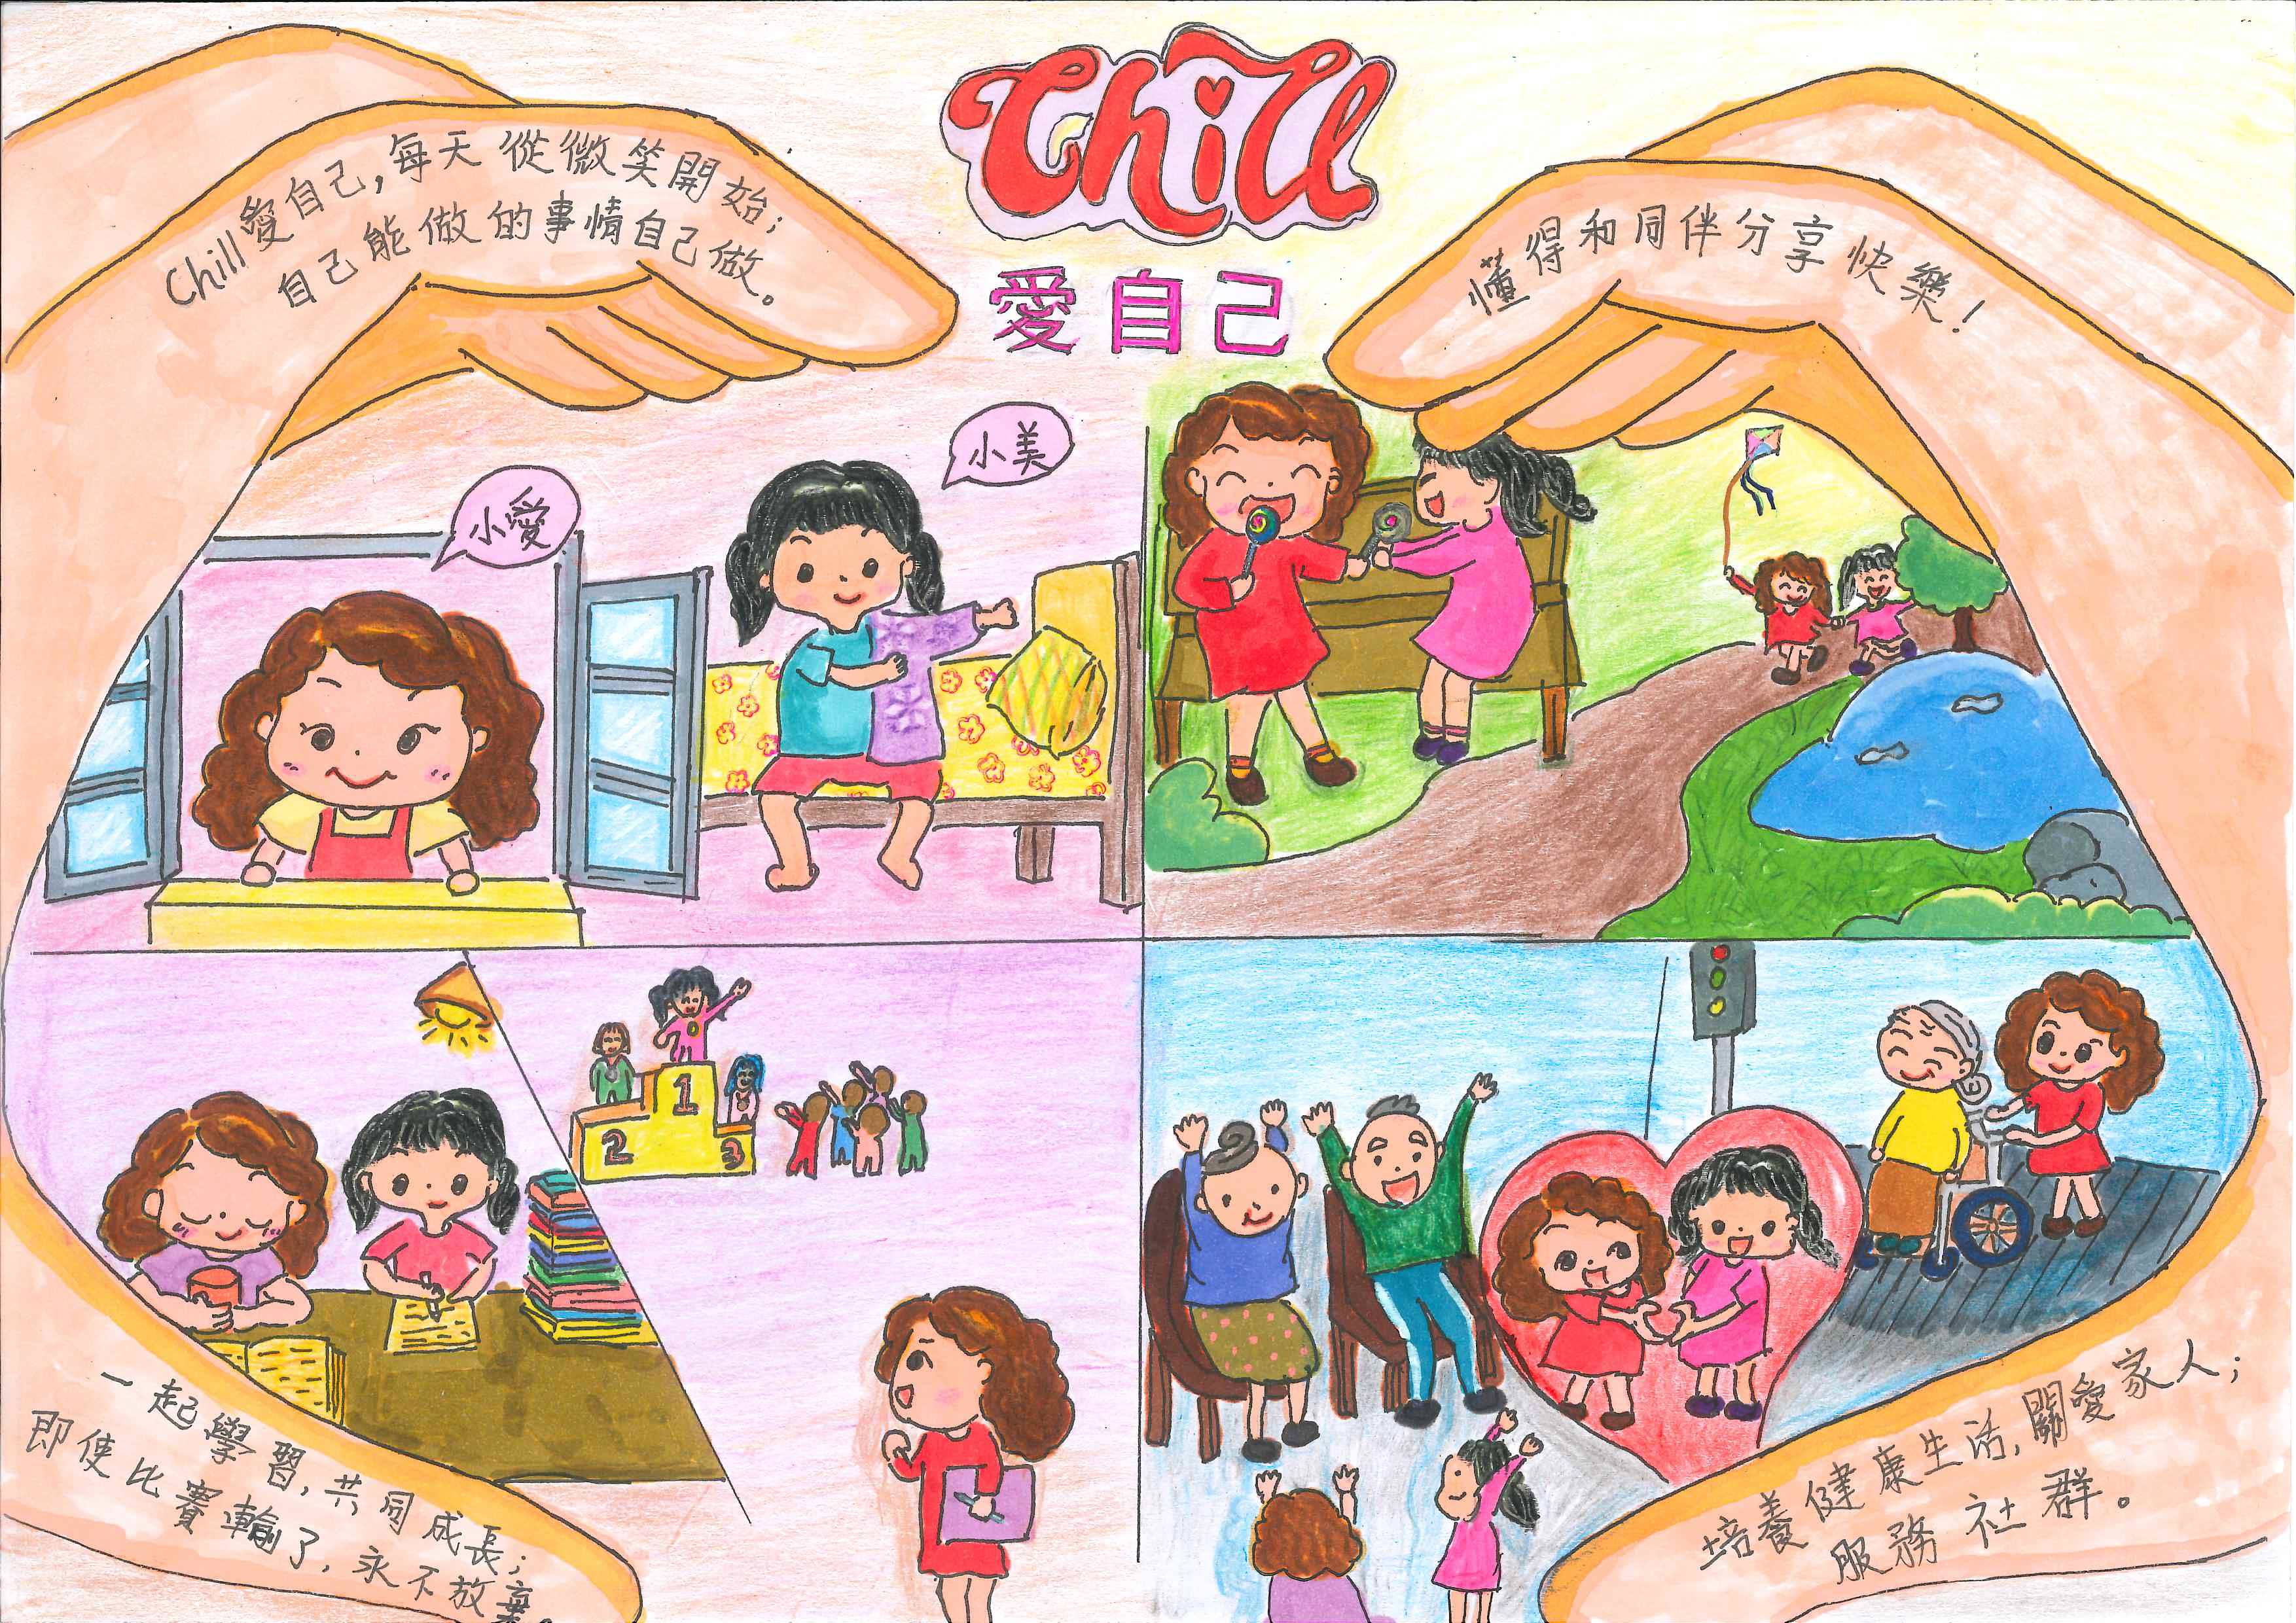 Chill
愛自己
Chill愛自己,每天從微笑開始;
自己能做的事情自己做。
懂得和同伴分享快樂!
小愛
小美
1
2
3
一起學習,共同成長;
即使比賽輸了,永不放棄。
培養健康生活,關愛家人;
服務社群。